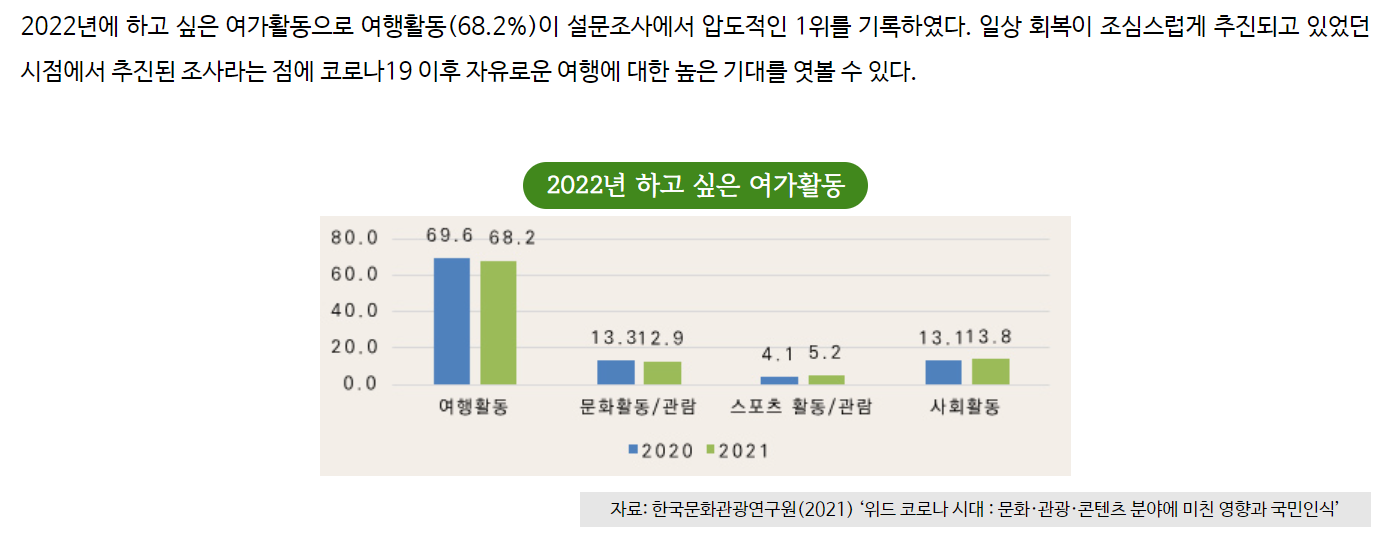 2022년에 하고 싶은 여가활동으로 여행활동(68.2%)이 설문조사에서 압도적인 1위를 기록하였다. 일상 회복이 조심스럽게 추진되고 있었던
시점에서 추진된 조사라는 점에 코로나19 이후 자유로운 여행에 대한 높은 기대를 엿볼 수 있다.
2022년 하고 싶은 여가활동
80.0
60.0
40.0
20.0
0.0
69.6 68.2
13.3 12.9
4.1 5.2
13.1 13.8
여행활동 문화활동/관람 스포츠 활동/관람 사회활동
2020 2021
자료: 한국문화관광연구원(2021) ‘위드 코로나 시대 : 문화·관광·콘텐츠 분야에 미친 영향과 국민인식’